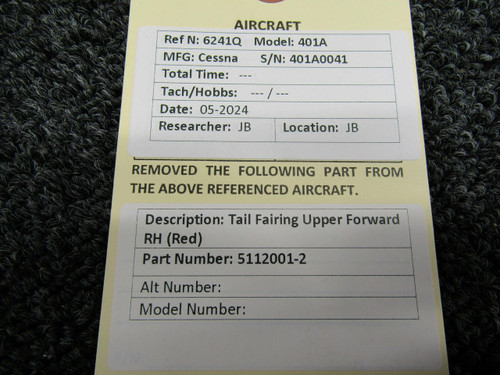 AIRCRAFT
Ref N: 6241Q Model: 401A
MFG: Cessna S/N: 401A0041
Total Time: ---
Tach/Hobbs: --- / ---
Date: 05-2024
Researcher: JB Location: JB
REMOVED THE FOLLOWING PART FROM
THE ABOVE REFERENCED AIRCRAFT.
Description: Tail Fairing Upper Forward
RH (Red)
Part Number: 5112001-2
Alt Number:
Model Number: